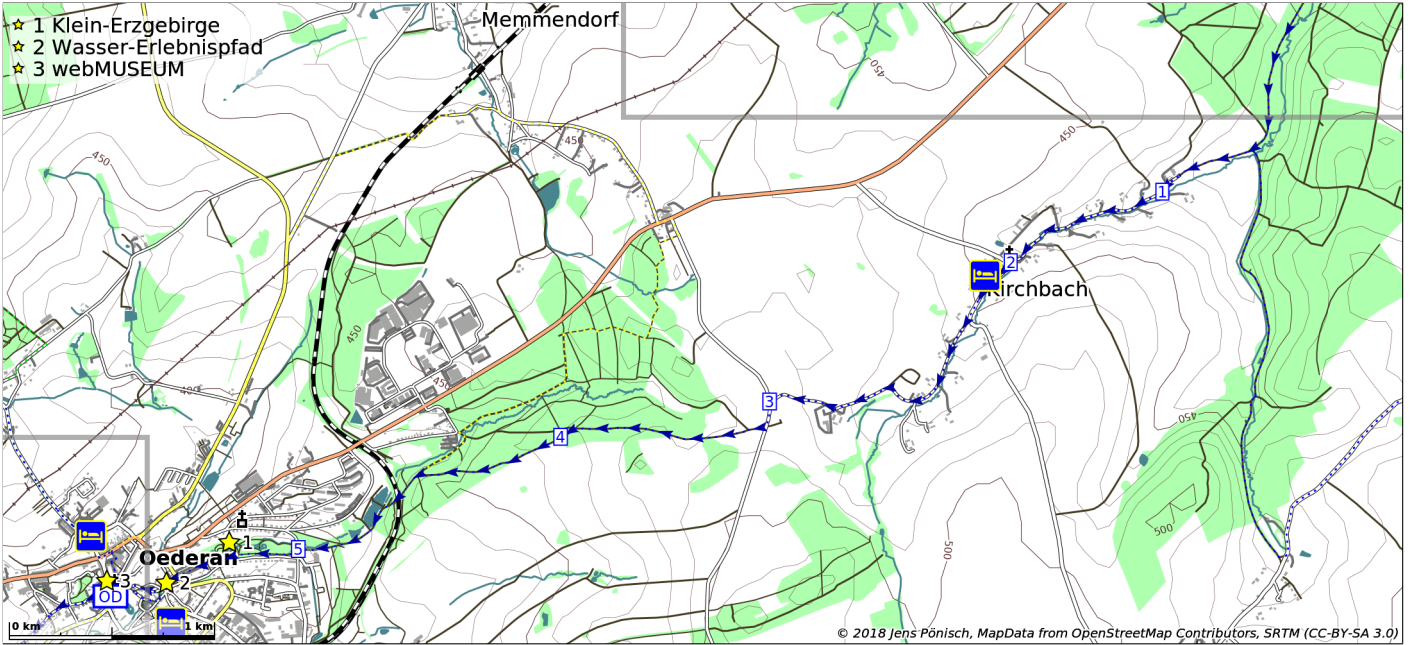 1 Klein-Erzgebirge
2 Wasser-Erlebnispfad
3 webMUSEUM
Memmendorf
450
450
450
450
1
2
Kirchbach
450
450
450
3
450
4
500
500
1
5
Oederan
3
2
OD
0 km
1 km
© 2018 Jens Pönisch, MapData from OpenStreetMap Contributors, SRTM (CC-BY-SA 3.0)